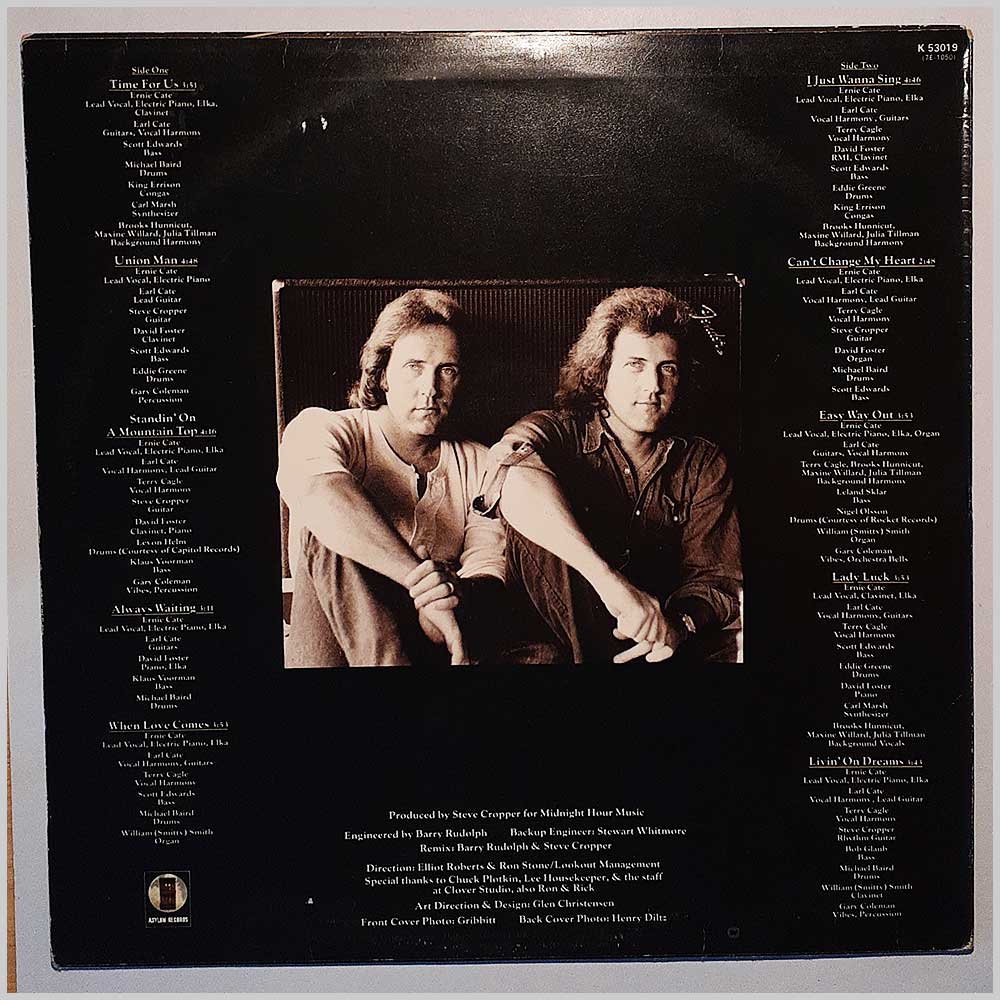 K 53019
(7E-1050)
Side One
Time For Us 3:51
Ernie Cate
Lead Vocal, Electric Piano, Elka,
Clavinet
Earl Cate
Guitars, Vocal Harmony
Scott Edwards
Bass
Michael Baird
Drums
King Errison
Congas
Carl Marsh
Synthesizer
Brooks Hunnicut,
Maxine Willard, Julia Tillman
Background Harmony
Union Man 4:48
Ernie Cate
Lead Vocal, Electric Piano
Earl Cate
Lead Guitar
Steve Cropper
Guitar
David Foster
Clavinet
Scott Edwards
Bass
Eddie Greene
Drums
Gary Coleman
Percussion
Standin' On
A Mountain Top 4:16
Ernie Cate
Lead Vocal, Electric Piano, Elka
Earl Cate
Vocal Harmony, Lead Guitar
Terry Cagle
Vocal Harmony
Steve Cropper
Guitar
David Foster
Clavinet, Piano
Levon Helm
Drums (Courtesy of Capitol Records)
Klaus Voorman
Bass
Gary Coleman
Vibes, Percussion
Always Waiting 3:11
Ernie Cate
Lead Vocal, Electric Piano, Elka
Earl Cate
Guitars
David Foster
Piano, Elka
Klaus Voorman
Bass
Michael Baird
Drums
When Love Comes 3:53
Ernie Cate
Lead Vocal, Electric Piano, Elka
Earl Cate
Vocal Harmony, Guitars
Terry Cagle
Vocal Harmony
Scott Edwards
Bass
Michael Baird
Drums
William (Smitty) Smith
Organ
ASYLUM RECORDS
Produced by Steve Cropper for Midnight Hour Music
Engineered by Barry Rudolph Backup Engineer: Stewart Whitmore
Remix: Barry Rudolph & Steve Cropper
Direction: Elliot Roberts & Ron Stone/Lookout Management
Special thanks to Chuck Plotkin, Lee Housekeeper, & the staff
at Clover Studio, also Ron & Rick
Art Direction & Design: Glen Christensen
Front Cover Photo: Gribbitt Back Cover Photo: Henry Diltz
Side Two
I Just Wanna Sing 4:46
Ernie Cate
Lead Vocal, Electric Piano, Elka
Earl Cate
Vocal Harmony, Guitars
Terry Cagle
Vocal Harmony
David Foster
RMI, Clavinet
Scott Edwards
Bass
Eddie Greene
Drums
King Errison
Congas
Brooks Hunnicut,
Maxine Willard, Julia Tillman
Background Harmony
Can't Change My Heart 2:48
Ernie Cate
Lead Vocal, Electric Piano, Elka
Earl Cate
Vocal Harmony, Lead Guitar
Terry Cagle
Vocal Harmony
Steve Cropper
Guitar
David Foster
Organ
Michael Baird
Drums
Scott Edwards
Bass
Easy Way Out 3:53
Ernie Cate
Lead Vocal, Electric Piano, Elka, Organ
Earl Cate
Guitars, Vocal Harmony
Terry Cagle, Brooks Hunnicut,
Maxine Willard, Julia Tillman
Background Harmony
Leland Sklar
Bass
Nigel Olsson
Drums (Courtesy of Rocket Records)
William (Smitty) Smith
Organ
Gary Coleman
Vibes, Orchestra Bells
Lady Luck 3:53
Ernie Cate
Lead Vocal, Clavinet, Elka
Earl Cate
Vocal Harmony, Guitars
Terry Cagle
Vocal Harmony
Scott Edwards
Bass
Eddie Greene
Drums
David Foster
Piano
Carl Marsh
Synthesizer
Brooks Hunnicut,
Maxine Willard, Julia Tillman
Background Vocals
Livin' On Dreams 3:43
Ernie Cate
Lead Vocal, Electric Piano, Elka
Earl Cate
Vocal Harmony, Lead Guitar
Terry Cagle
Vocal Harmony
Steve Cropper
Rhythm Guitar
Bob Glaub
Bass
Michael Baird
Drums
William (Smitty) Smith
Clavinet
Gary Coleman
Vibes, Percussion